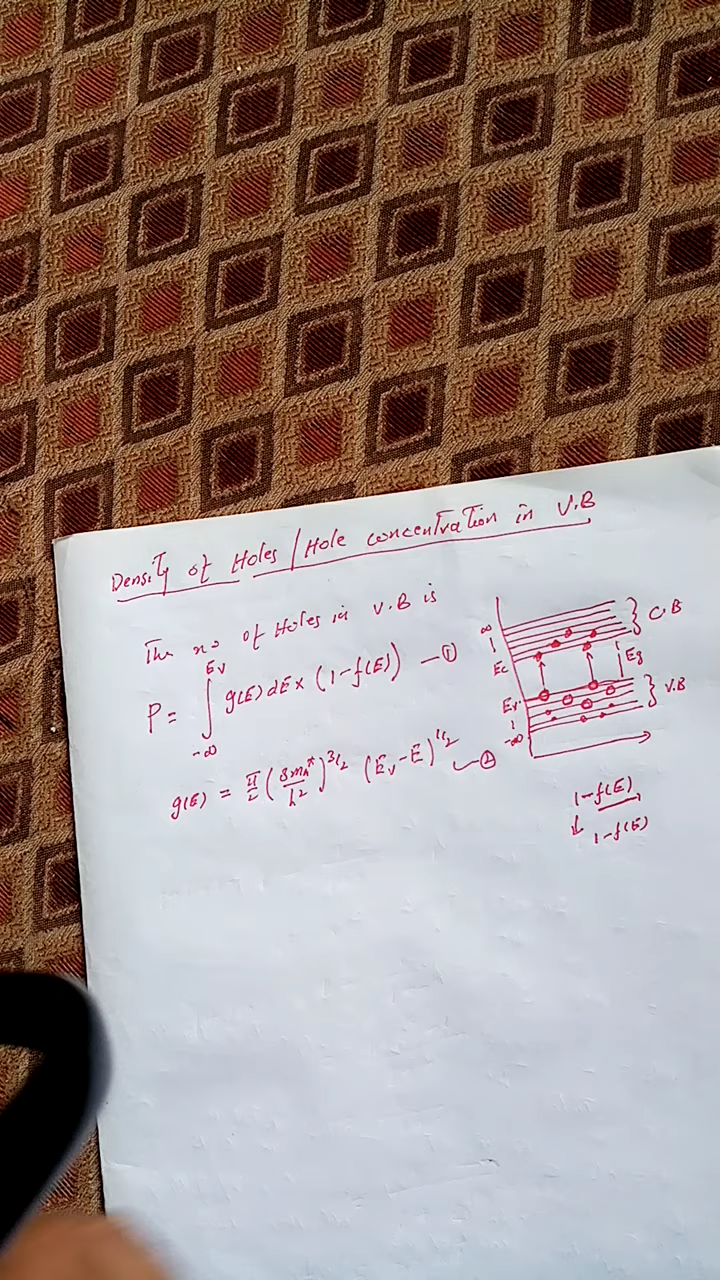 Density of Holes / Hole concentration in V.B
The no of Holes in V.B is
P = ∫_{-∞}^{Ev} g(E) dE × (1-f(E)) —①
g(E) = π/2 (8m_h*/h²)^{3/2} (Ev-E)^{1/2} —②
∞
C.B
Ec
Eg
Ev
V.B
-∞
1-f(E)
↓ 1-f(E)